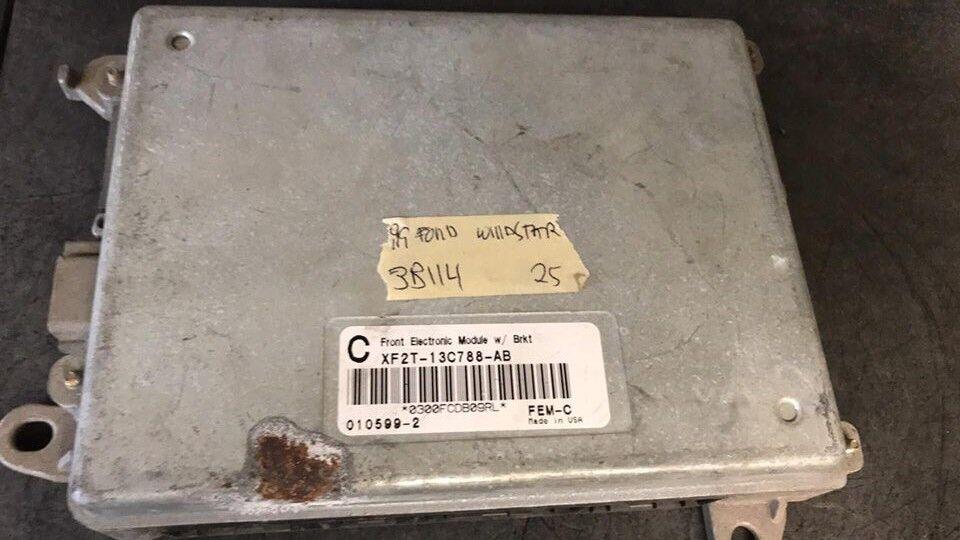 99 FORD WINDSTAR
3B114 25
C Front Electronic Module w/ Brkt
XF2T-13C788-AB
*0300FCDB09RL*
010599-2 FEM-C
Made in USA